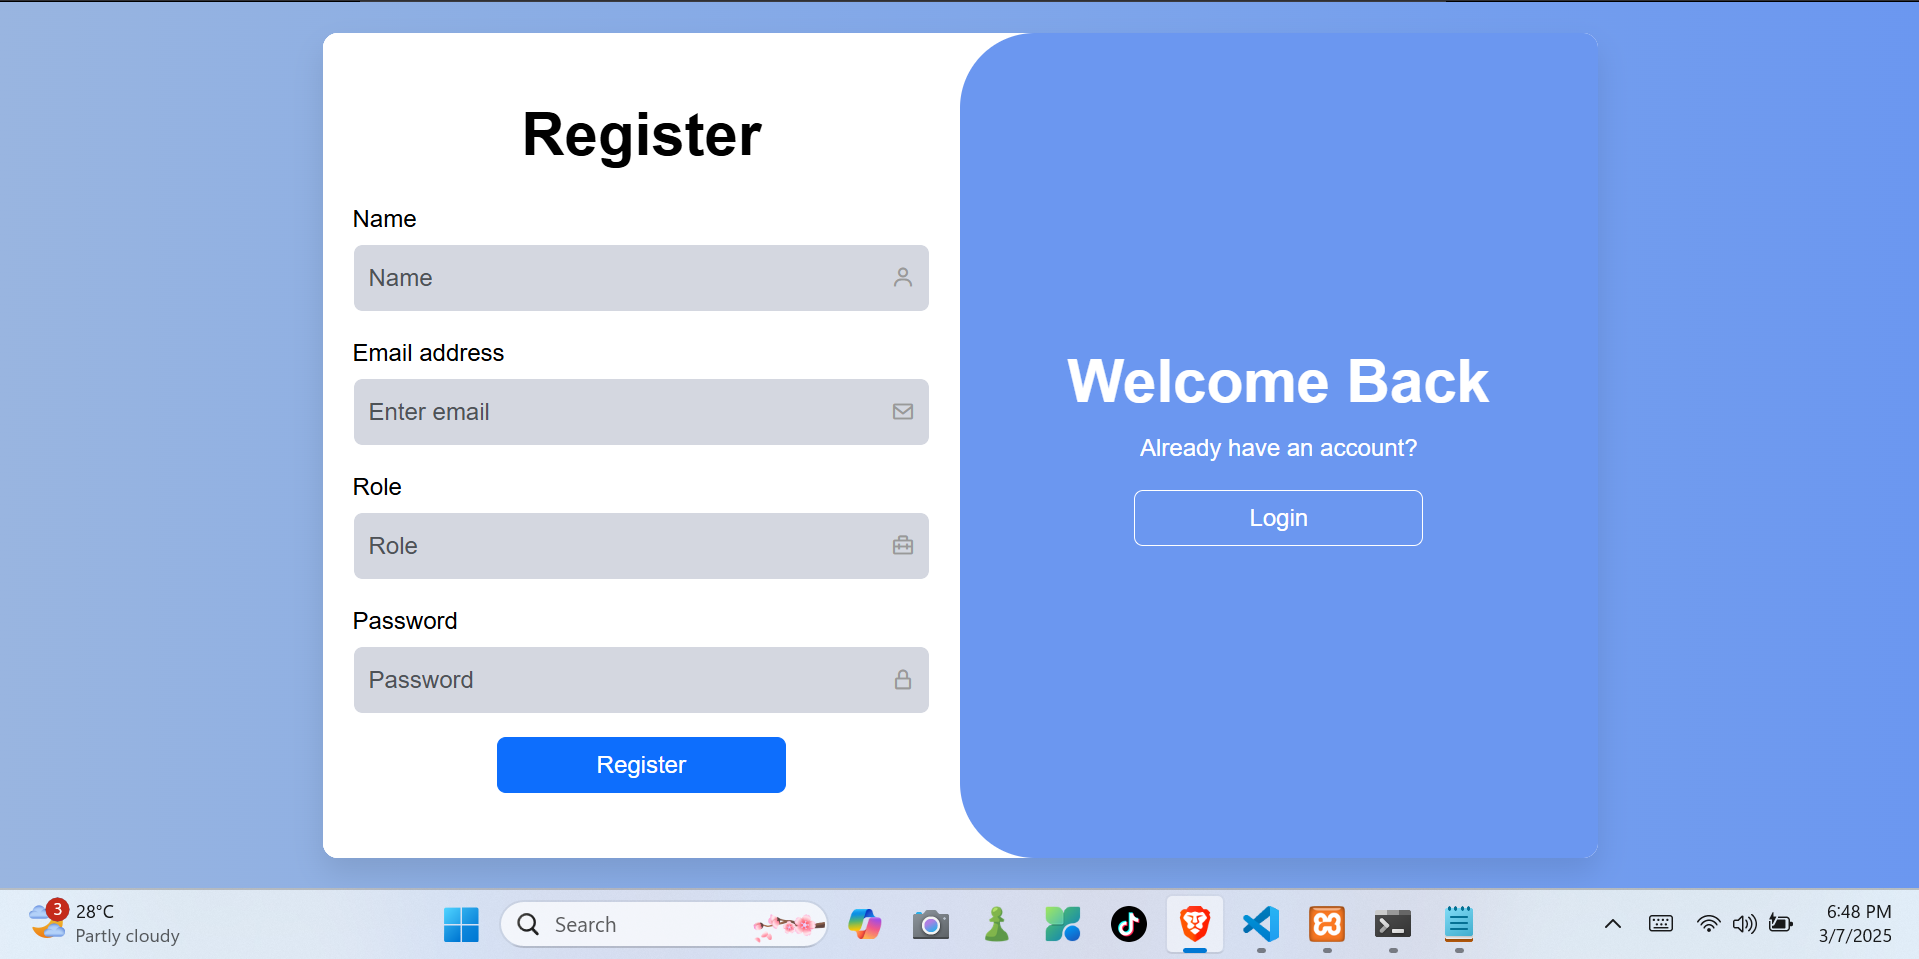 Register
Name
Name
Email address
Enter email
Role
Role
Password
Password
Register
Welcome Back
Already have an account?
Login
3
28°C
Partly cloudy
Search
6:48 PM
3/7/2025